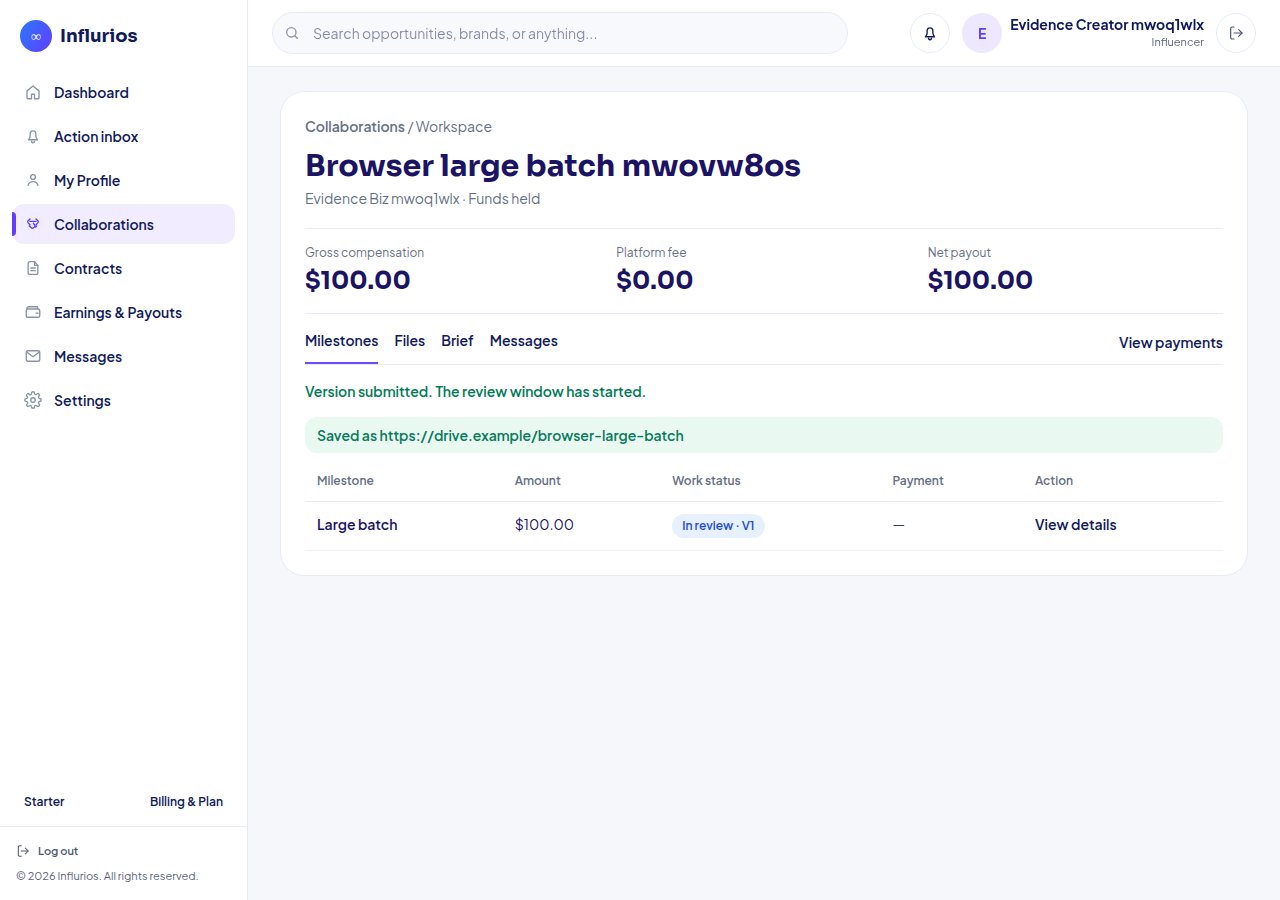 ∞ Influrios
Search opportunities, brands, or anything...
E
Evidence Creator mwoq1wlx
Influencer
Dashboard
Action inbox
My Profile
Collaborations
Contracts
Earnings & Payouts
Messages
Settings
Starter
Billing & Plan
Log out
© 2026 Influrios. All rights reserved.
Collaborations / Workspace
Browser large batch mwovw8os
Evidence Biz mwoq1wlx · Funds held
Gross compensation
$100.00
Platform fee
$0.00
Net payout
$100.00
Milestones Files Brief Messages View payments
Version submitted. The review window has started.
Saved as https://drive.example/browser-large-batch
Milestone Amount Work status Payment Action
Large batch $100.00 In review · V1 — View details